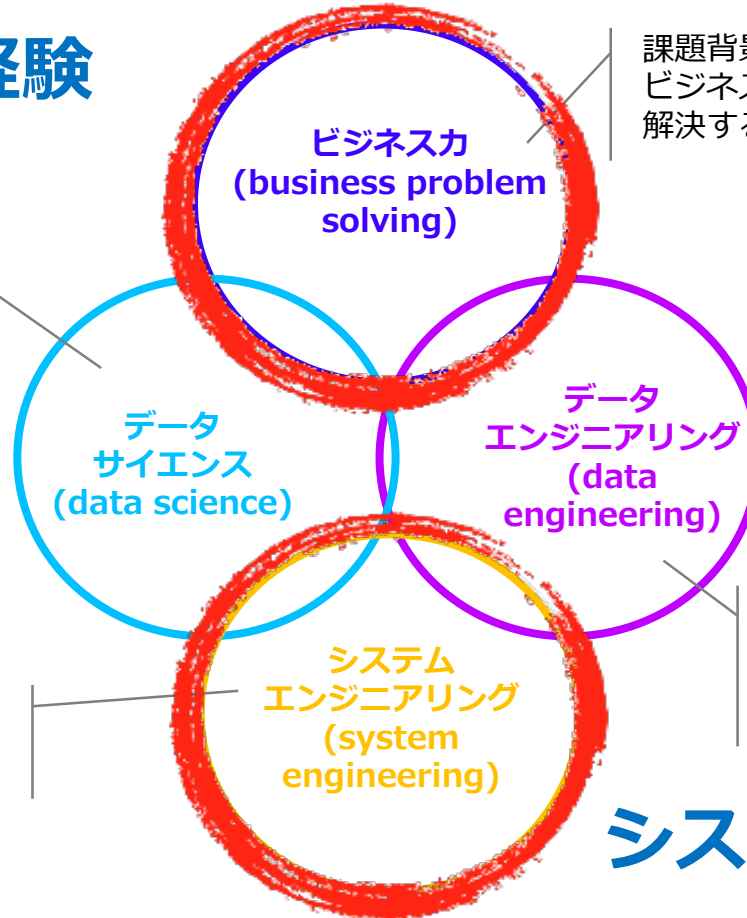 経験
課題背景
ビジネス
解決する
ビジネス力
(business problem
solving)
データ
サイエンス
(data science)
データ
エンジニアリング
(data
engineering)
システム
エンジニアリング
(system
engineering)
シス